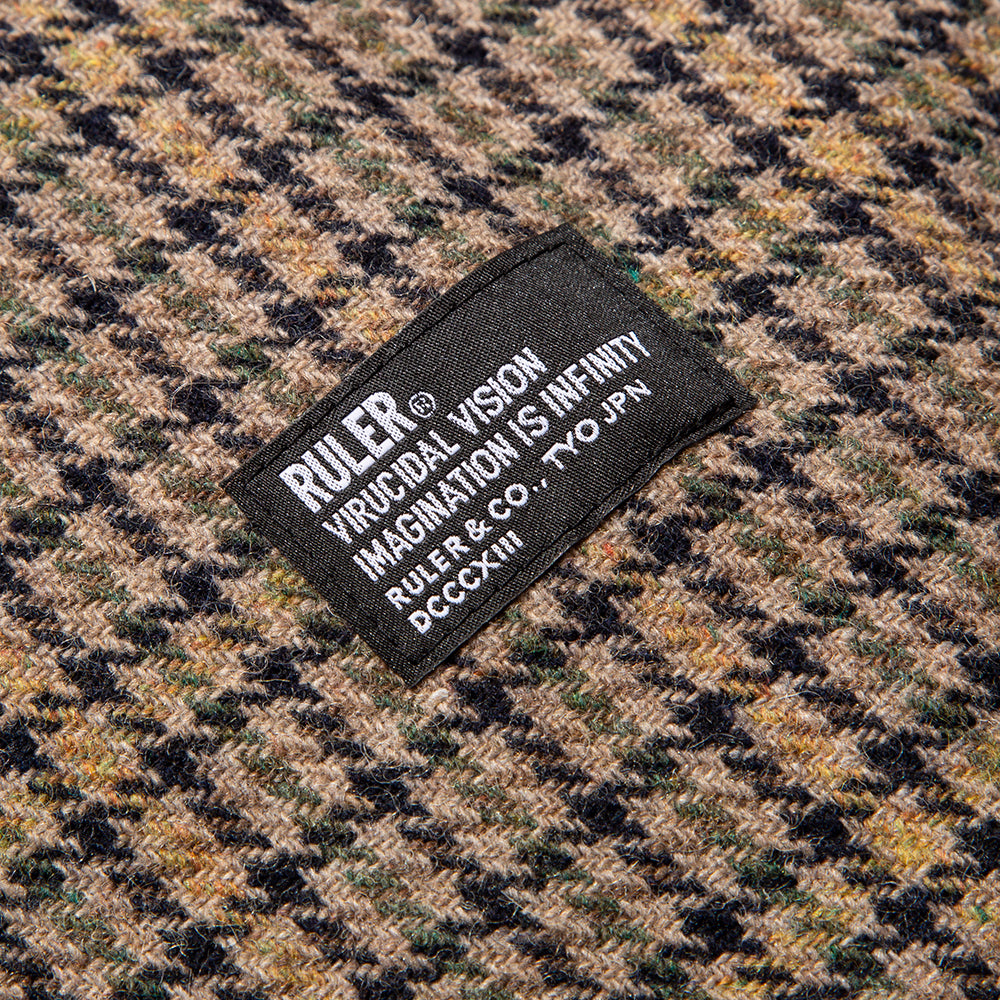 RULER®
VIRUCIDAL VISION
IMAGINATION IS INFINITY
RULER & CO., TYO JPN
DCCCXIII